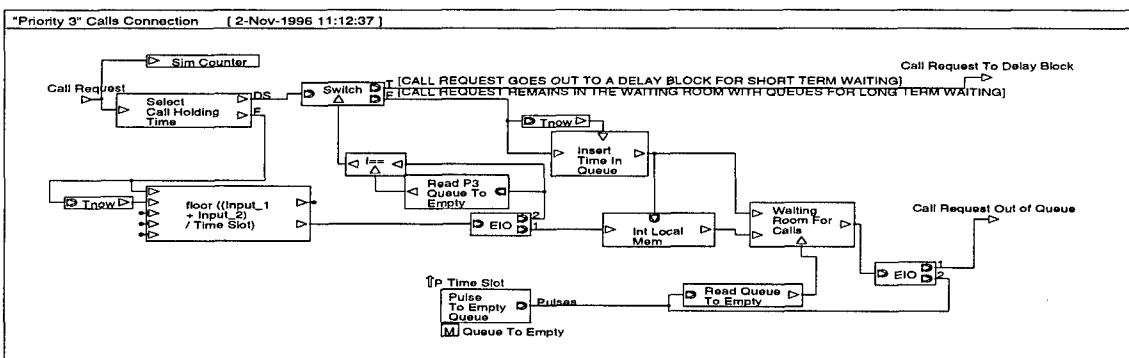 "Priority 3" Calls Connection [ 2-Nov-1996 11:12:37 ]
Sim Counter
Call Request
Select
Call Holding
Time
DS
F
Switch
T [CALL REQUEST GOES OUT TO A DELAY BLOCK FOR SHORT TERM WAITING]
F [CALL REQUEST REMAINS IN THE WAITING ROOM WITH QUEUES FOR LONG TERM WAITING]
Call Request To Delay Block
Tnow
Insert
Time In
Queue
!==
Read P3
Queue To
Empty
Tnow
floor ((Input_1
+ Input_2)
/ Time Slot)
EIO
2
1
Int Local
Mem
Waiting
Room For
Calls
Call Request Out of Queue
EIO
1
2
⇑P Time Slot
Pulse
To Empty
Queue
Pulses
Read Queue
To Empty
M Queue To Empty